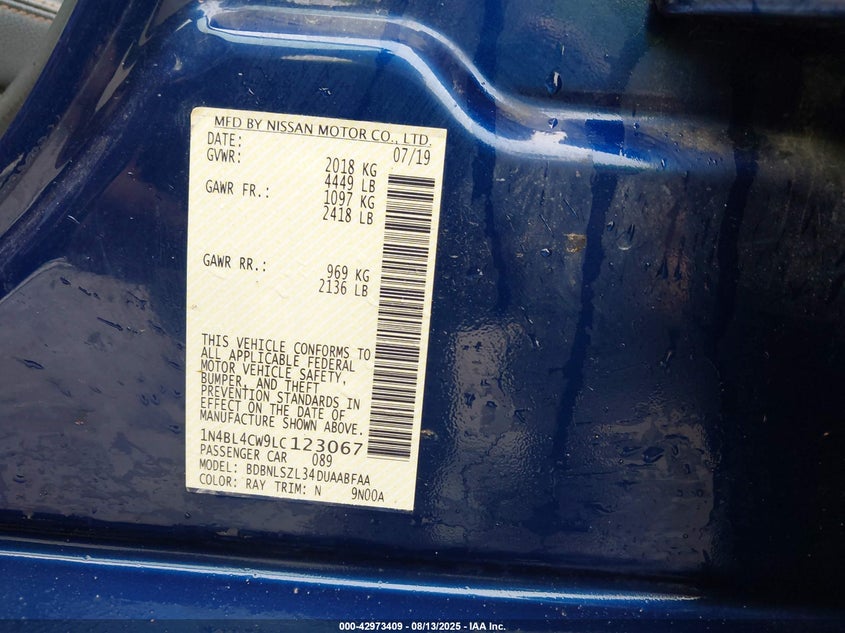 MFD BY NISSAN MOTOR CO., LTD.
DATE: 07/19
GVWR: 2018 KG
4449 LB
GAWR FR.: 1097 KG
2418 LB
GAWR RR.: 969 KG
2136 LB
THIS VEHICLE CONFORMS TO
ALL APPLICABLE FEDERAL
MOTOR VEHICLE SAFETY,
BUMPER, AND THEFT
PREVENTION STANDARDS IN
EFFECT ON THE DATE OF
MANUFACTURE SHOWN ABOVE.
1N4BL4CW9LC123067
PASSENGER CAR 089
MODEL: BDBNLSZL34DUAABFAA
COLOR: RAY TRIM: N 9N00A
000-42973409 - 08/13/2025 - IAA Inc.